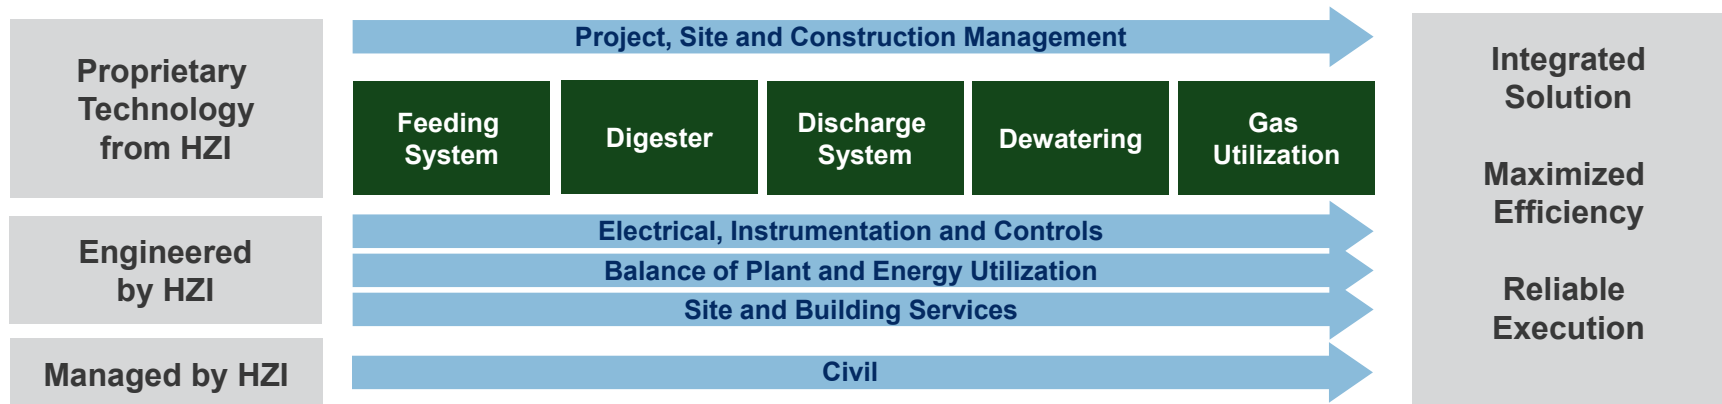 Proprietary
Technology
from HZI
Project, Site and Construction Management
Feeding
System
Digester
Discharge
System
Dewatering
Gas
Utilization
Engineered
by HZI
Electrical, Instrumentation and Controls
Balance of Plant and Energy Utilization
Site and Building Services
Managed by HZI
Civil
Integrated
Solution
Maximized
Efficiency
Reliable
Execution